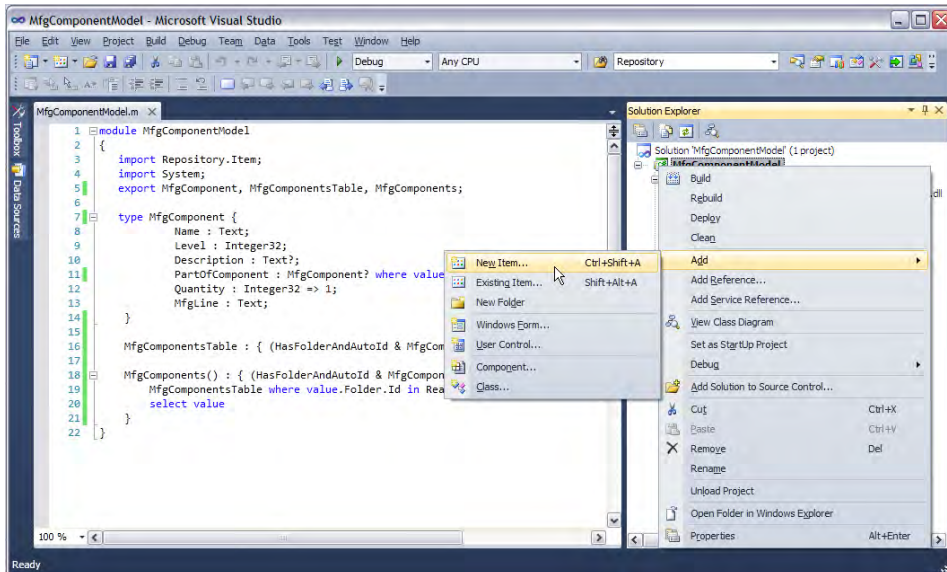 MfgComponentModel - Microsoft Visual Studio
File Edit View Project Build Debug Team Data Tools Test Window Help
Debug Any CPU Repository
MfgComponentModel.m
Toolbox
Data Sources
1 module MfgComponentModel
2 {
3 import Repository.Item;
4 import System;
5 export MfgComponent, MfgComponentsTable, MfgComponents;
6
7 type MfgComponent {
8 Name : Text;
9 Level : Integer32;
10 Description : Text?;
11 PartOfComponent : MfgComponent? where value
12 Quantity : Integer32 => 1;
13 MfgLine : Text;
14 }
15
16 MfgComponentsTable : { (HasFolderAndAutoId & MfgCom
17
18 MfgComponents() : { (HasFolderAndAutoId & MfgCompon
19 MfgComponentsTable where value.Folder.Id in Rea
20 select value
21 }
22 }
100 %
Ready
Solution Explorer
Solution 'MfgComponentModel' (1 project)
MfgComponentModel
dll
Build
Rebuild
Deploy
Clean
Add
Add Reference...
Add Service Reference...
View Class Diagram
Set as StartUp Project
Debug
Add Solution to Source Control...
Cut Ctrl+X
Paste Ctrl+V
Remove Del
Rename
Unload Project
Open Folder in Windows Explorer
Properties Alt+Enter
New Item... Ctrl+Shift+A
Existing Item... Shift+Alt+A
New Folder
Windows Form...
User Control...
Component...
Class...